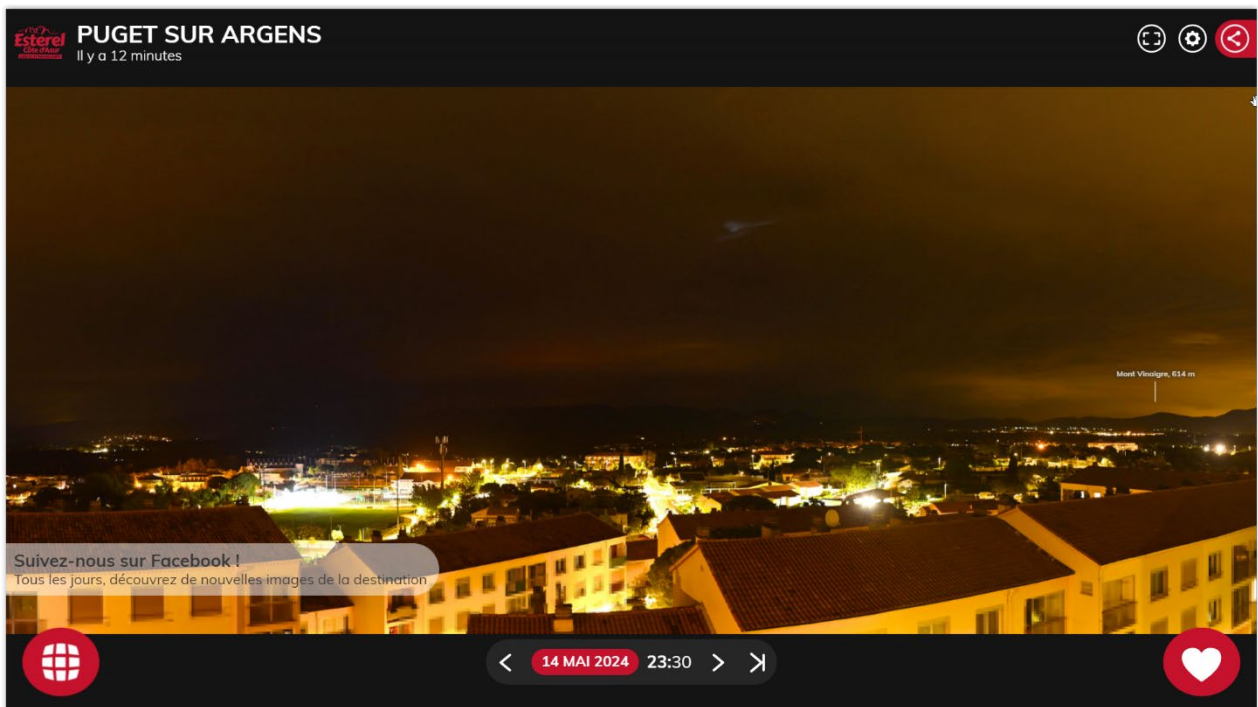 Esterel
Côte d'Azur
PUGET SUR ARGENS
Il y a 12 minutes
Mont Vinaigre, 614 m
Suivez-nous sur Facebook !
Tous les jours, découvrez de nouvelles images de la destination
14 MAI 2024 23:30